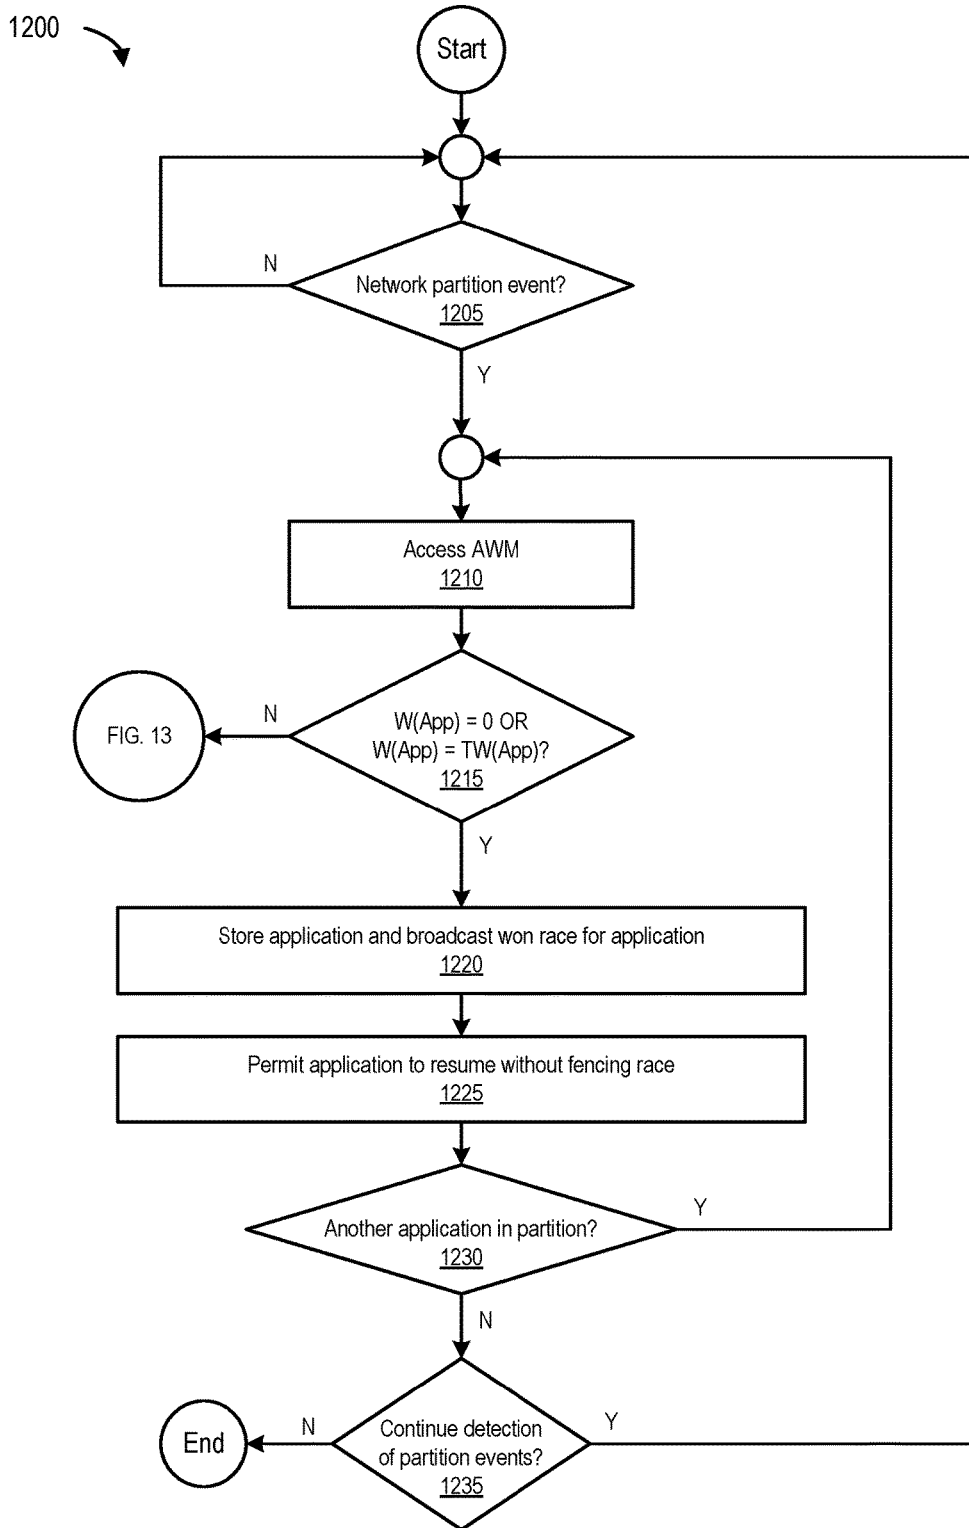 1200
Start
N
Network partition event?
1205
Y
Access AWM
1210
N
FIG. 13
W(App) = 0 OR
W(App) = TW(App)?
1215
Y
Store application and broadcast won race for application
1220
Permit application to resume without fencing race
1225
Y
Another application in partition?
1230
N
End
N
Continue detection
of partition events?
1235
Y